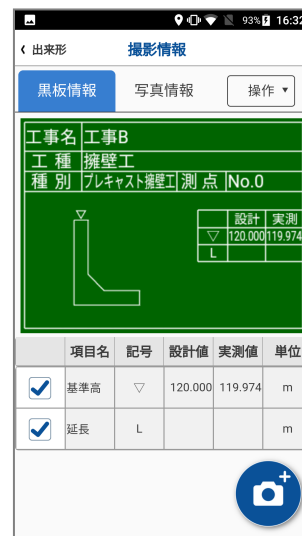 93% 16:32
く 出来形 撮影情報
黒板情報 写真情報 操作 ▼
工事名 工事B
工 種 擁壁工
種 別 プレキャスト擁壁工 測 点 No.0
▽
設計 実測
▽ 120.000 119.974
L
項目名 記号 設計値 実測値 単位
基準高 ▽ 120.000 119.974 m
延長 L m